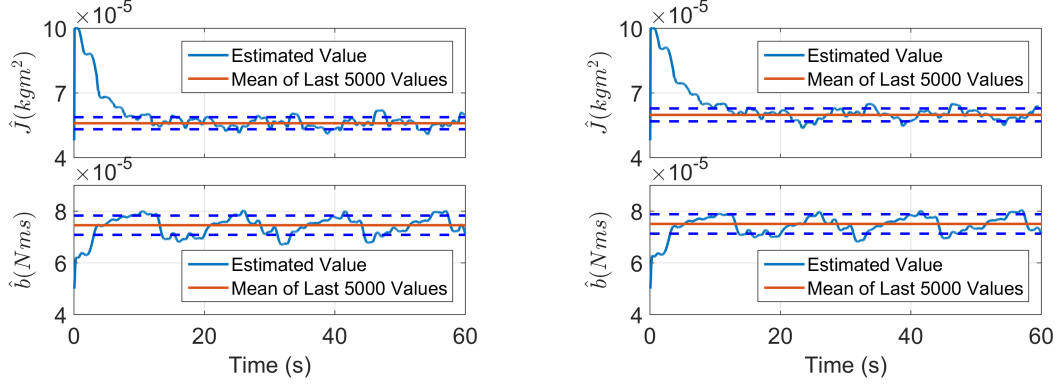 ×10⁻⁵
10
7
4
Ĵ(kgm²)
Estimated Value
Mean of Last 5000 Values
×10⁻⁵
8
6
4
b̂(Nms)
Estimated Value
Mean of Last 5000 Values
0
20
40
60
Time (s)
×10⁻⁵
10
7
4
Ĵ(kgm²)
Estimated Value
Mean of Last 5000 Values
×10⁻⁵
8
6
4
b̂(Nms)
Estimated Value
Mean of Last 5000 Values
0
20
40
60
Time (s)